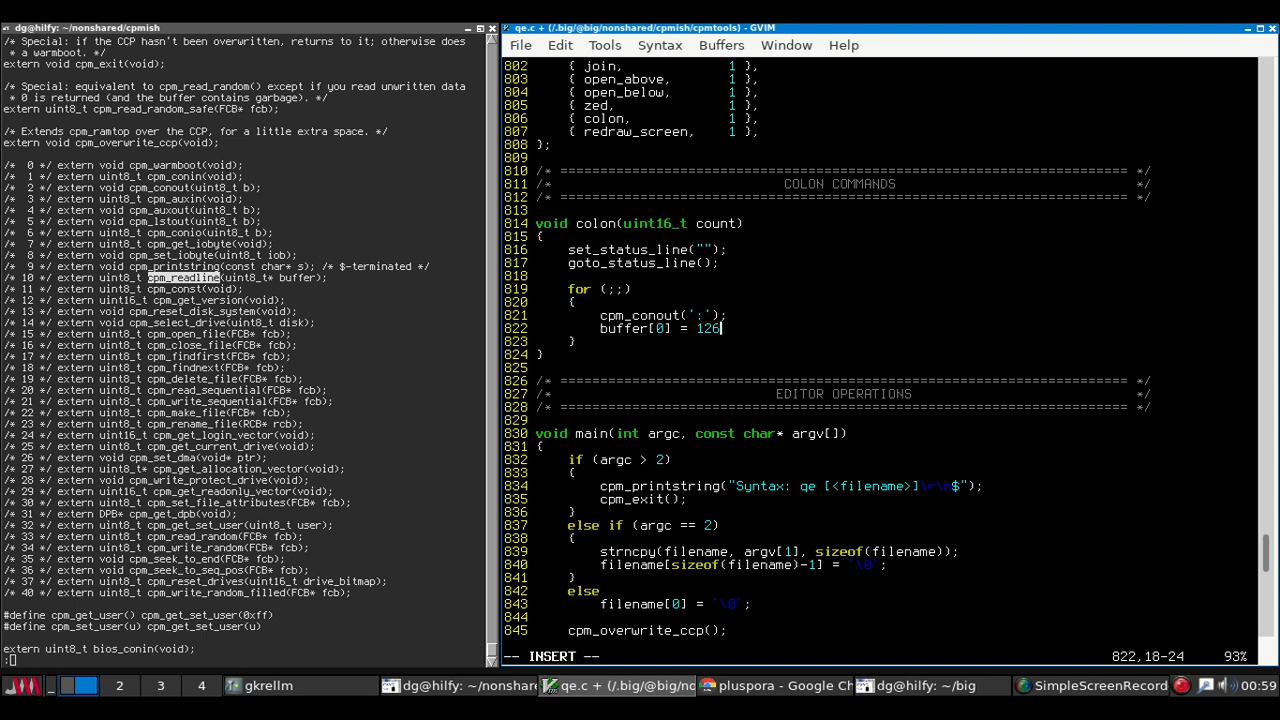 dg@hilfy: ~/nonshared/cpmish
/* Special: if the CCP hasn't been overwritten, returns to it; otherwise does
 * a warmboot. */
extern void cpm_exit(void);
/* Special: equivalent to cpm_read_random() except if you read unwritten data
 * 0 is returned (and the buffer contains garbage). */
extern uint8_t cpm_read_random_safe(FCB* fcb);
/* Extends cpm_ramtop over the CCP, for a little extra space. */
extern void cpm_overwrite_ccp(void);
/*  0 */ extern void cpm_warmboot(void);
/*  1 */ extern uint8_t cpm_conin(void);
/*  2 */ extern void cpm_conout(uint8_t b);
/*  3 */ extern uint8_t cpm_auxin(void);
/*  4 */ extern void cpm_auxout(uint8_t b);
/*  5 */ extern void cpm_lstout(uint8_t b);
/*  6 */ extern uint8_t cpm_conio(uint8_t b);
/*  7 */ extern uint8_t cpm_get_iobyte(void);
/*  8 */ extern void cpm_set_iobyte(uint8_t iob);
/*  9 */ extern void cpm_printstring(const char* s); /* $-terminated */
/* 10 */ extern uint8_t cpm_readline(uint8_t* buffer);
/* 11 */ extern uint8_t cpm_const(void);
/* 12 */ extern uint16_t cpm_get_version(void);
/* 13 */ extern void cpm_reset_disk_system(void);
/* 14 */ extern uint8_t cpm_select_drive(uint8_t disk);
/* 15 */ extern uint8_t cpm_open_file(FCB* fcb);
/* 16 */ extern uint8_t cpm_close_file(FCB* fcb);
/* 17 */ extern uint8_t cpm_findfirst(FCB* fcb);
/* 18 */ extern uint8_t cpm_findnext(FCB* fcb);
/* 19 */ extern uint8_t cpm_delete_file(FCB* fcb);
/* 20 */ extern uint8_t cpm_read_sequential(FCB* fcb);
/* 21 */ extern uint8_t cpm_write_sequential(FCB* fcb);
/* 22 */ extern uint8_t cpm_make_file(FCB* fcb);
/* 23 */ extern uint8_t cpm_rename_file(RCB* rcb);
/* 24 */ extern uint16_t cpm_get_login_vector(void);
/* 25 */ extern uint8_t cpm_get_current_drive(void);
/* 26 */ extern void cpm_set_dma(void* ptr);
/* 27 */ extern uint8_t* cpm_get_allocation_vector(void);
/* 28 */ extern void cpm_write_protect_drive(void);
/* 29 */ extern uint16_t cpm_get_readonly_vector(void);
/* 30 */ extern uint8_t cpm_set_file_attributes(FCB* fcb);
/* 31 */ extern DPB* cpm_get_dpb(void);
/* 32 */ extern uint8_t cpm_get_set_user(uint8_t user);
/* 33 */ extern uint8_t cpm_read_random(FCB* fcb);
/* 34 */ extern uint8_t cpm_write_random(FCB* fcb);
/* 35 */ extern void cpm_seek_to_end(FCB* fcb);
/* 36 */ extern void cpm_seek_to_seq_pos(FCB* fcb);
/* 37 */ extern uint8_t cpm_reset_drives(uint16_t drive_bitmap);
/* 40 */ extern uint8_t cpm_write_random_filled(FCB* fcb);
#define cpm_get_user() cpm_get_set_user(0xff)
#define cpm_set_user(u) cpm_get_set_user(u)
extern uint8_t bios_conin(void);
:
qe.c + (/.big/@big/nonshared/cpmish/cpmtools) - GVIM
File Edit Tools Syntax Buffers Window Help
802     { join,              1 },
803     { open_above,        1 },
804     { open_below,        1 },
805     { zed,               1 },
806     { colon,             1 },
807     { redraw_screen,     1 },
808 };
809
810 /* ======================================================================= */
811 /*                             COLON COMMANDS                              */
812 /* ======================================================================= */
813
814 void colon(uint16_t count)
815 {
816     set_status_line("");
817     goto_status_line();
818
819     for (;;)
820     {
821         cpm_conout(':');
822         buffer[0] = 126
823     }
824 }
825
826 /* ======================================================================= */
827 /*                            EDITOR OPERATIONS                            */
828 /* ======================================================================= */
829
830 void main(int argc, const char* argv[])
831 {
832     if (argc > 2)
833     {
834         cpm_printstring("Syntax: qe [<filename>]\r\n$");
835         cpm_exit();
836     }
837     else if (argc == 2)
838     {
839         strncpy(filename, argv[1], sizeof(filename));
840         filename[sizeof(filename)-1] = '\0';
841     }
842     else
843         filename[0] = '\0';
844
845     cpm_overwrite_ccp();
-- INSERT -- 822,18-24 93%
2 3 4 gkrellm dg@hilfy: ~/nonshare qe.c + (/.big/@big/no pluspora - Google Ch dg@hilfy: ~/big SimpleScreenRecord 00:59